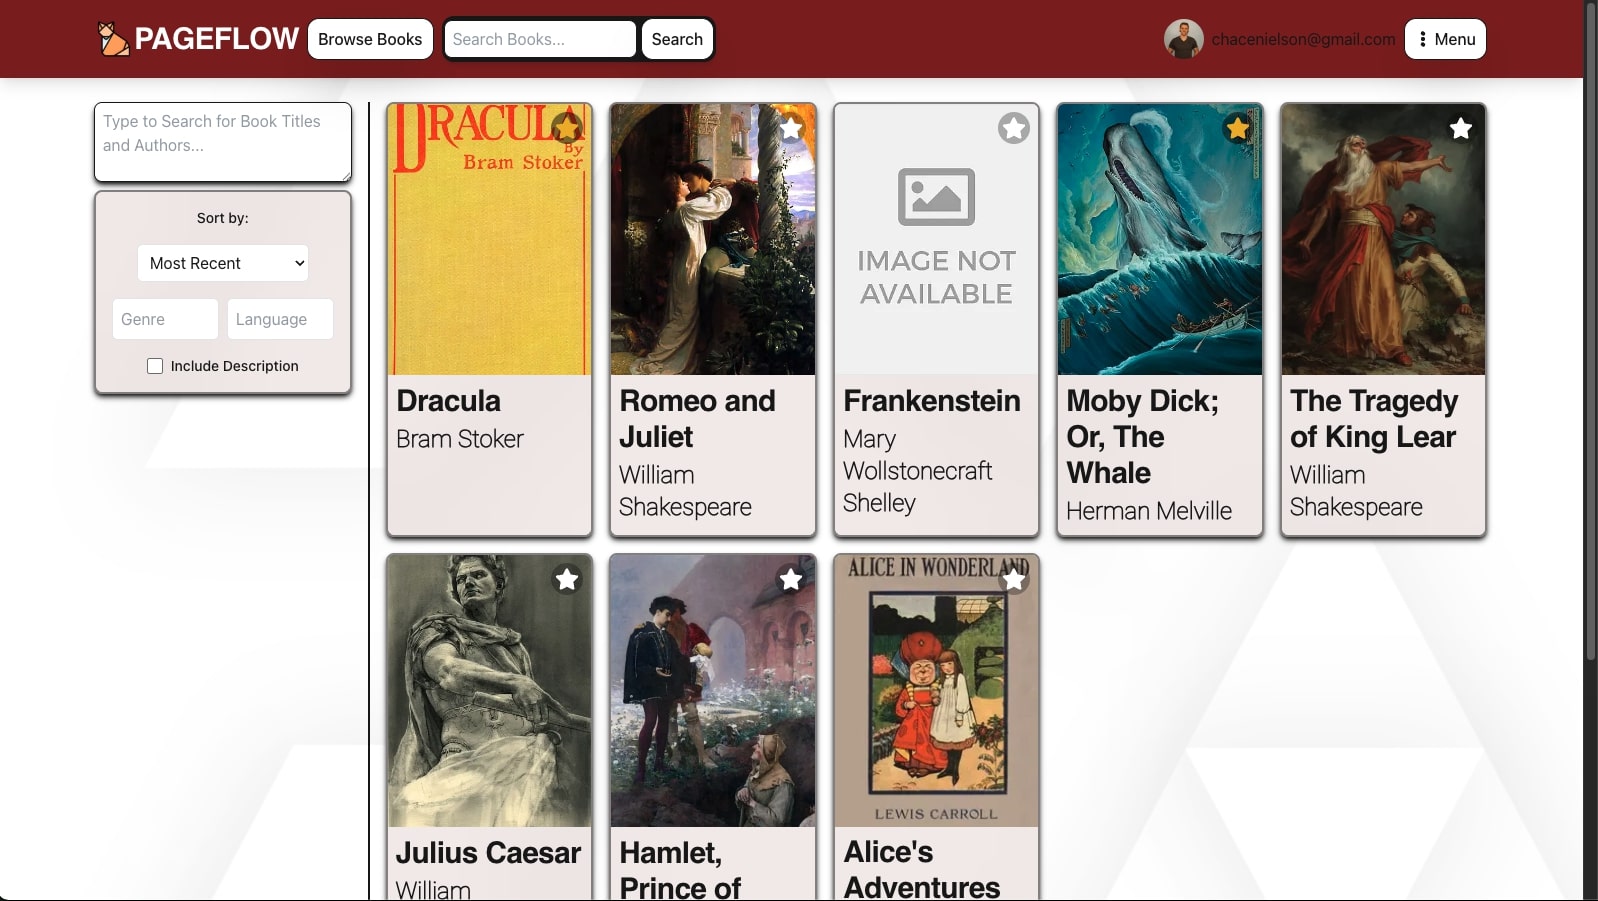 PAGEFLOW
Browse Books
Search Books...
Search
chacenielson@gmail.com
Menu
Type to Search for Book Titles
and Authors...
Sort by:
Most Recent
Genre
Language
Include Description
DRACULA
By
Bram Stoker
Dracula
Bram Stoker
Romeo and
Juliet
William
Shakespeare
IMAGE NOT
AVAILABLE
Frankenstein
Mary
Wollstonecraft
Shelley
Moby Dick;
Or, The
Whale
Herman Melville
The Tragedy
of King Lear
William
Shakespeare
Julius Caesar
William
Hamlet,
Prince of
ALICE IN WONDERLAND
LEWIS CARROLL
Alice's
Adventures